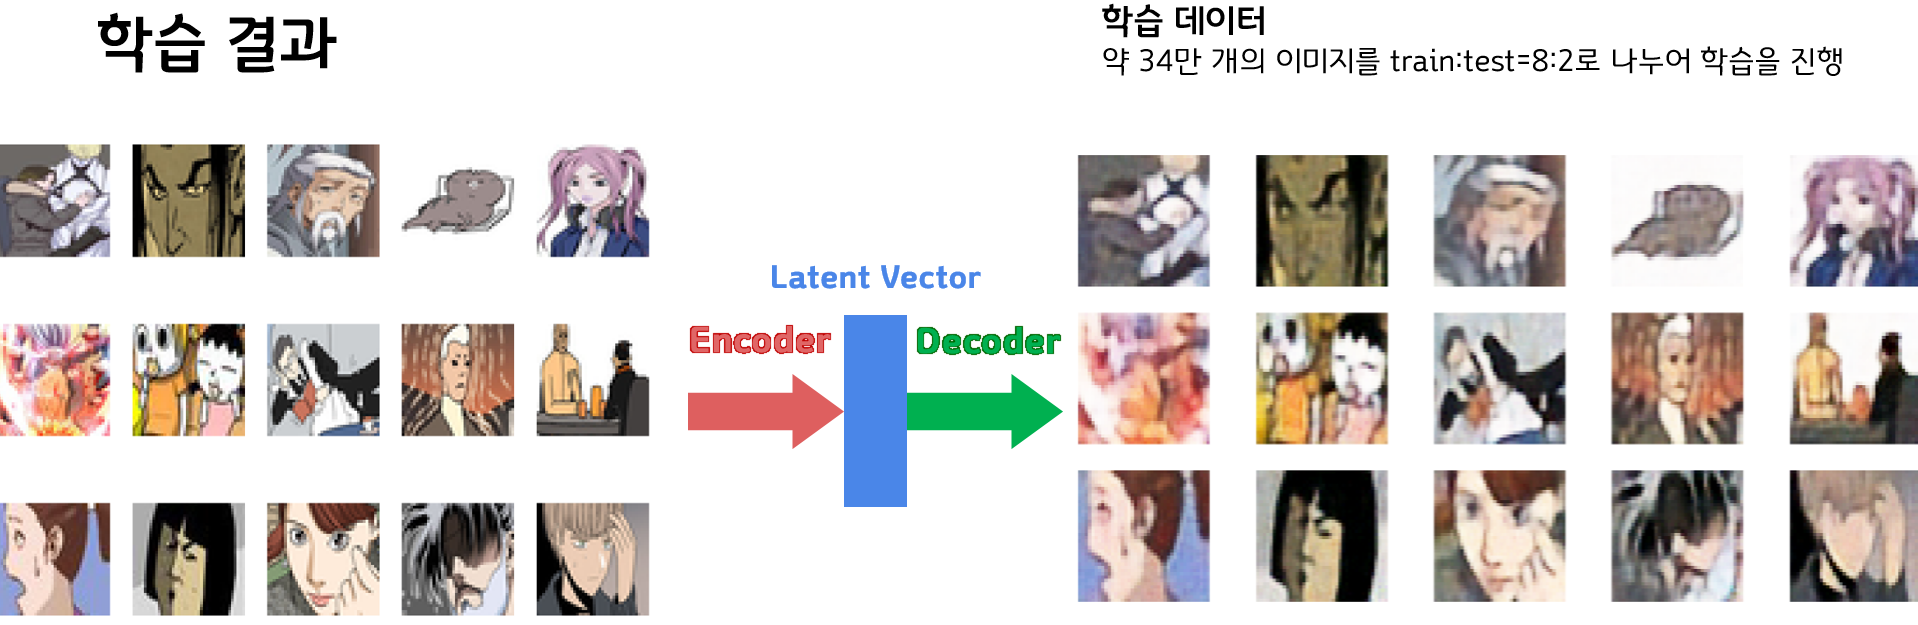 학습 결과
학습 데이터
약 34만 개의 이미지를 train:test=8:2로 나누어 학습을 진행
Latent Vector
Encoder
Decoder